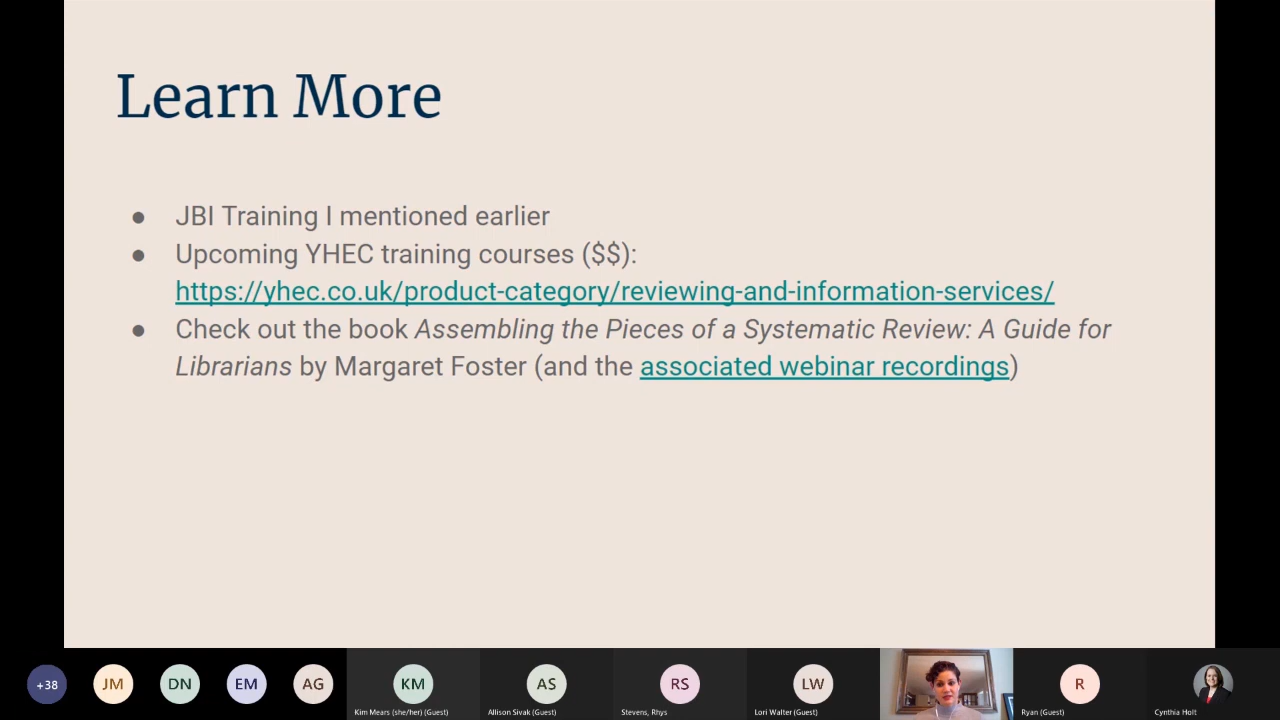 Learn More
● JBI Training I mentioned earlier
● Upcoming YHEC training courses ($$):
https://yhec.co.uk/product-category/reviewing-and-information-services/
● Check out the book Assembling the Pieces of a Systematic Review: A Guide for
Librarians by Margaret Foster (and the associated webinar recordings)
+38
JM
DN
EM
AG
KM
AS
RS
LW
R
Kim Mears (she/her) (Guest)
Allison Sivak (Guest)
Stevens, Rhys
Lori Walter (Guest)
Ryan (Guest)
Cynthia Holt